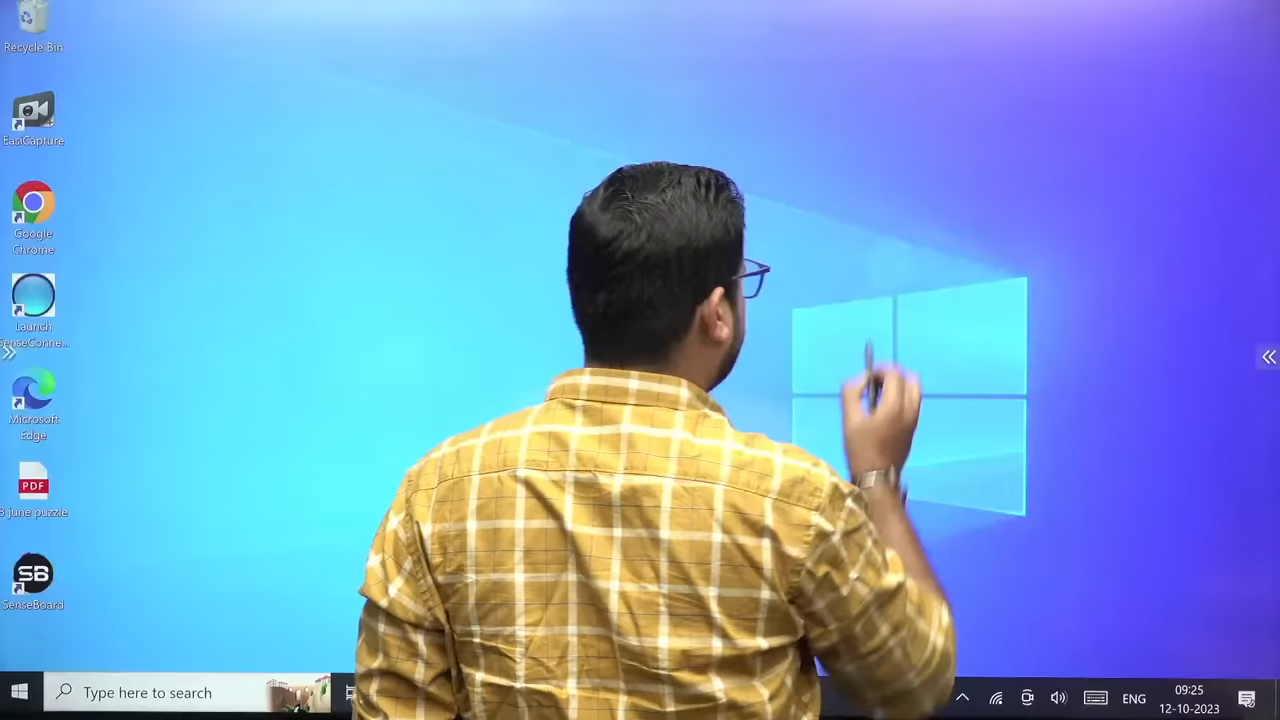 Recycle Bin
EasiCapture
Google
Chrome
Launch
SenseConne...
Microsoft
Edge
PDF
8 june puzzle
SB
SenseBoard
Type here to search
ENG
09:25
12-10-2023